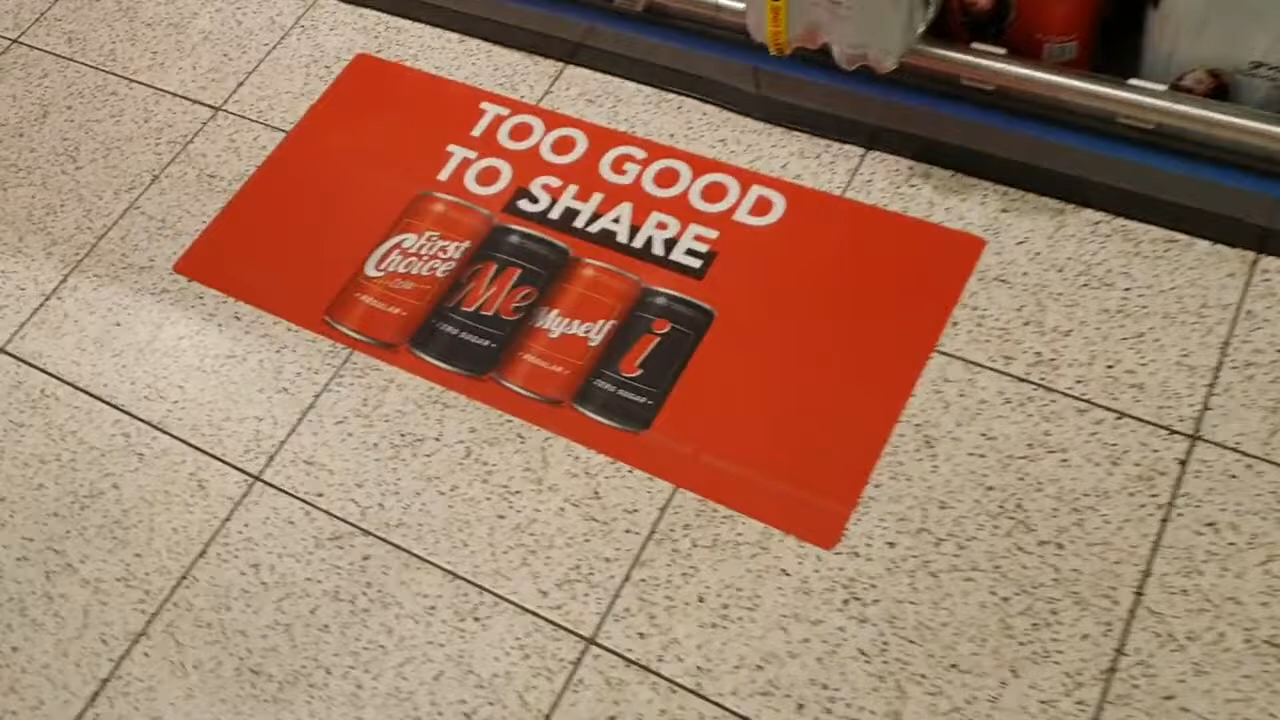 TOO GOOD
TO SHARE
First
Choice
COLA
• REGULAR •
Me
• ZERO SUGAR •
Myself
• REGULAR •
i
• ZERO SUGAR •